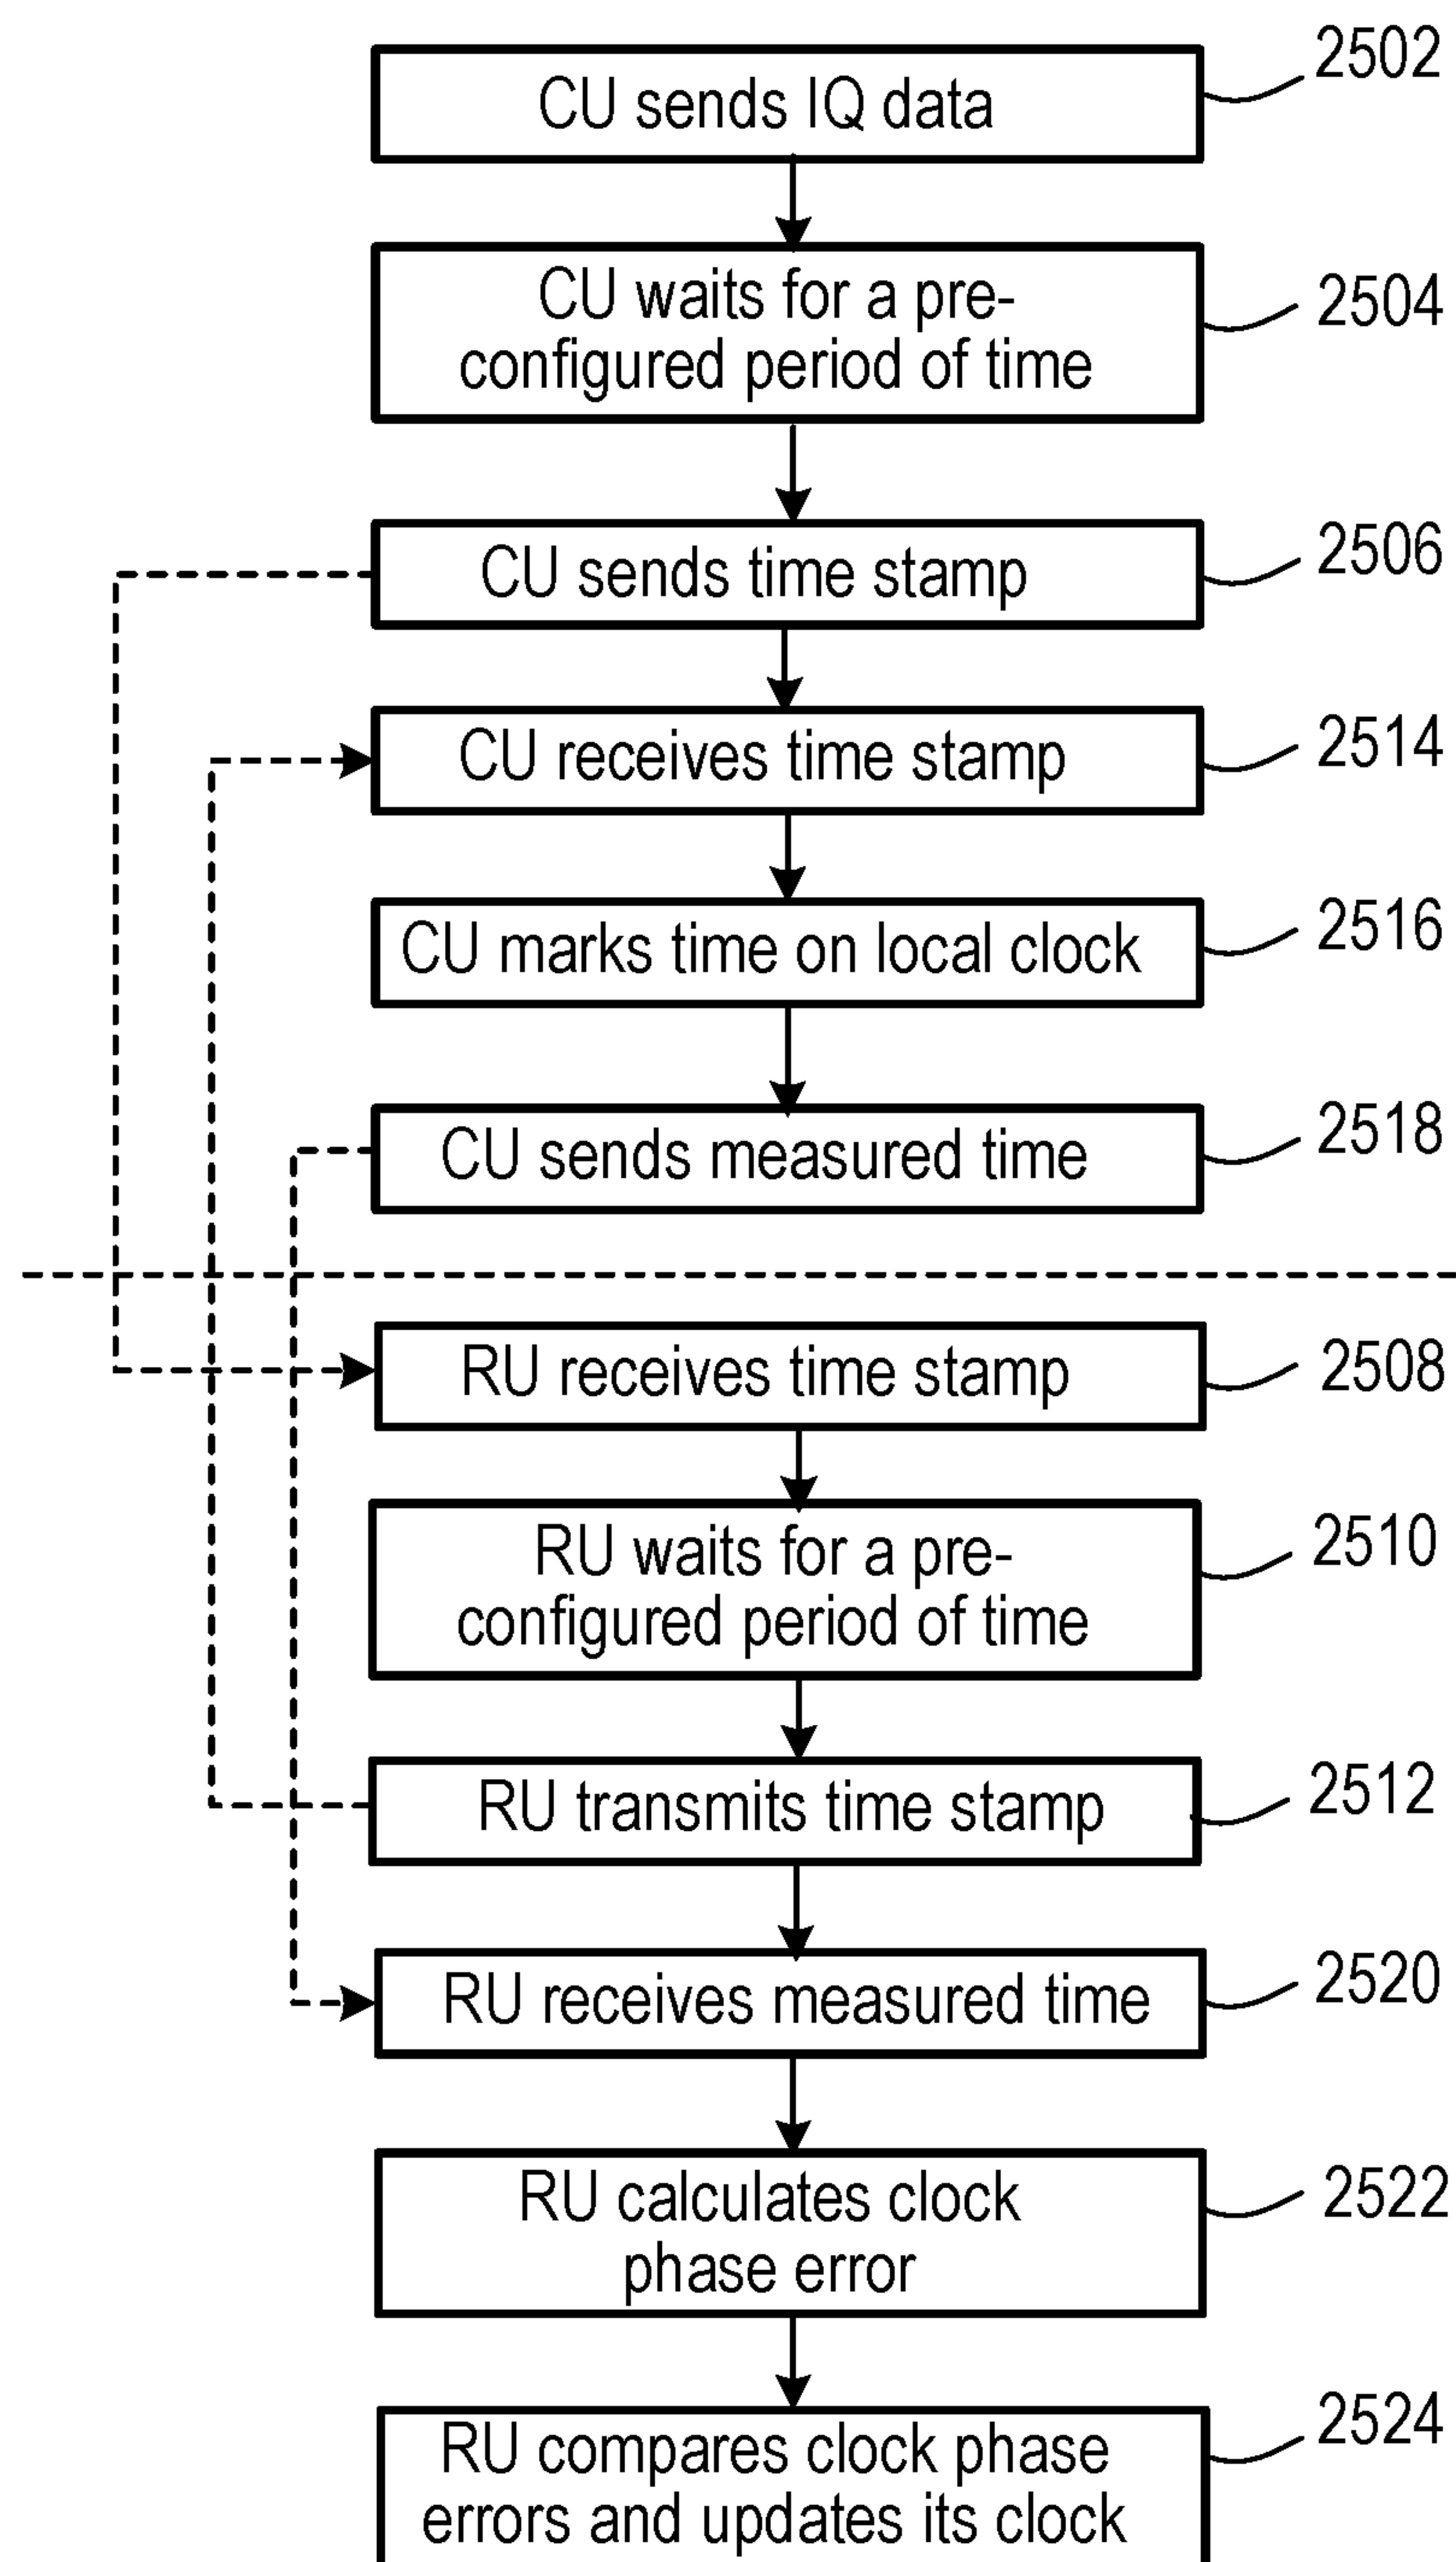 CU sends IQ data
2502
CU waits for a pre-
configured period of time
2504
CU sends time stamp
2506
CU receives time stamp
2514
CU marks time on local clock
2516
CU sends measured time
2518
RU receives time stamp
2508
RU waits for a pre-
configured period of time
2510
RU transmits time stamp
2512
RU receives measured time
2520
RU calculates clock
phase error
2522
RU compares clock phase
errors and updates its clock
2524